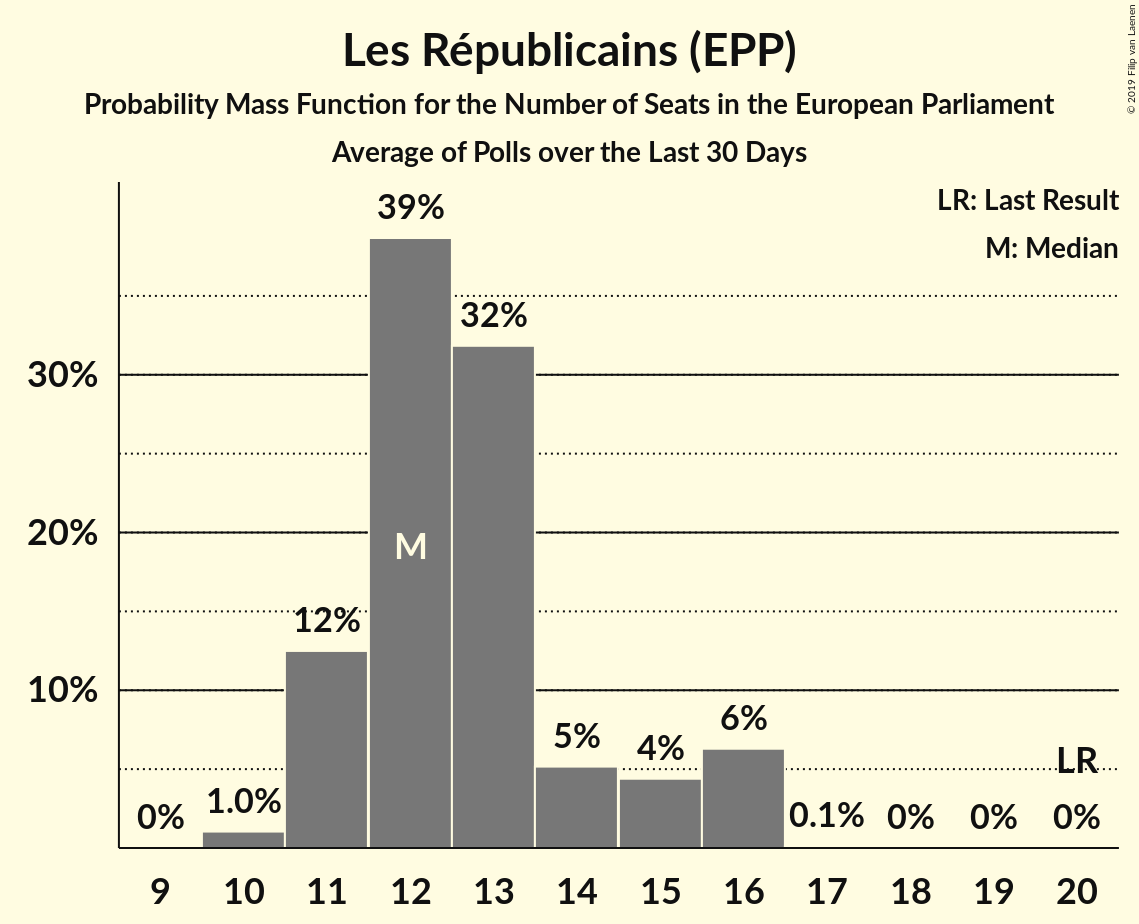 Les Républicains (EPP)
Probability Mass Function for the Number of Seats in the European Parliament
Average of Polls over the Last 30 Days
© 2019 Filip van Laenen
LR: Last Result
M: Median
39%
32%
30%
20%
M
12%
10%
6%
5%
4%
LR
0%
1.0%
0.1%
0%
0%
0%
9 10 11 12 13 14 15 16 17 18 19 20